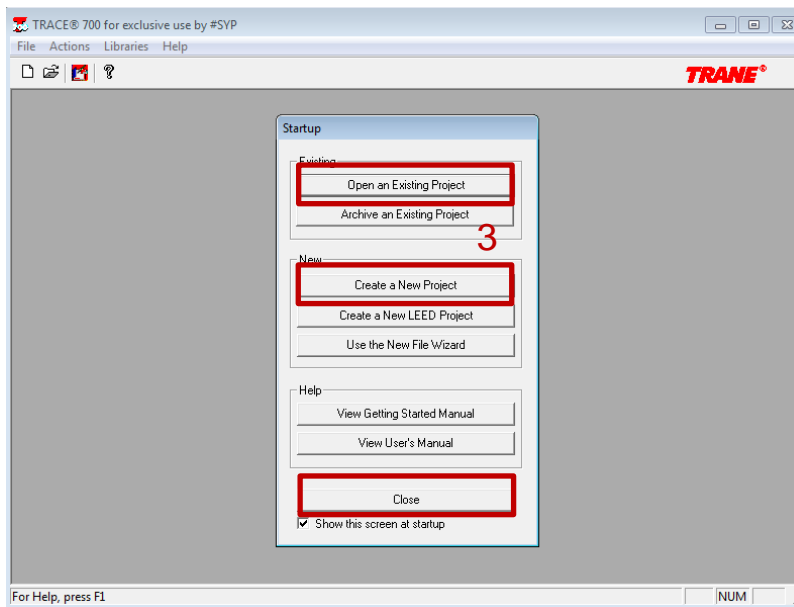 TRACE® 700 for exclusive use by #SYP
File Actions Libraries Help
TRANE®
Startup
Existing
Open an Existing Project
Archive an Existing Project
3
New
Create a New Project
Create a New LEED Project
Use the New File Wizard
Help
View Getting Started Manual
View User's Manual
Close
Show this screen at startup
For Help, press F1
NUM